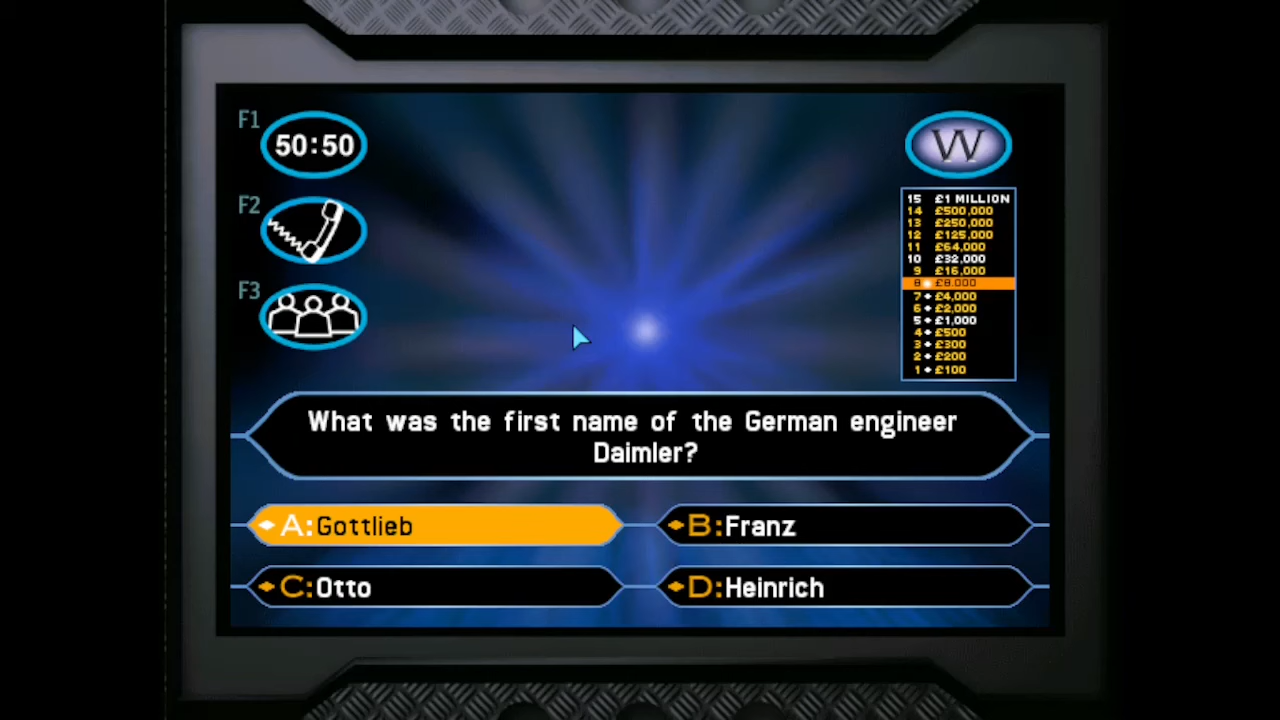 F1
50:50
F2
F3
W
15 £1 MILLION
14 £500,000
13 £250,000
12 £125,000
11 £64,000
10 £32,000
9 £16,000
8 £8,000
7 £4,000
6 £2,000
5 £1,000
4 £500
3 £300
2 £200
1 £100
What was the first name of the German engineer
Daimler?
A: Gottlieb
B: Franz
C: Otto
D: Heinrich